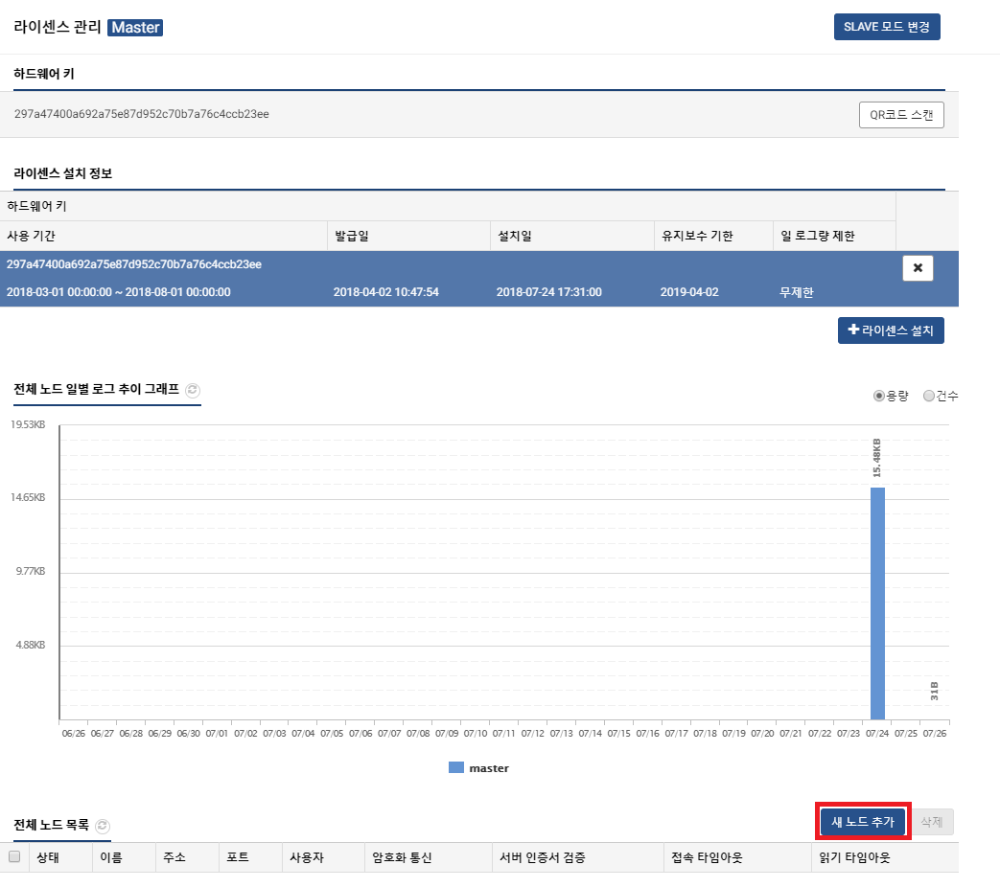 라이센스 관리 Master
SLAVE 모드 변경
하드웨어 키
297a47400a692a75e87d952c70b7a76c4ccb23ee
QR코드 스캔
라이센스 설치 정보
하드웨어 키
사용 기간 발급일 설치일 유지보수 기한 일 로그량 제한
297a47400a692a75e87d952c70b7a76c4ccb23ee
2018-03-01 00:00:00 ~ 2018-08-01 00:00:00 2018-04-02 10:47:54 2018-07-24 17:31:00 2019-04-02 무제한
라이센스 설치
전체 노드 일별 로그 추이 그래프
용량 건수
19.53KB
15.48KB
14.65KB
9.77KB
4.88KB
31B
06/26 06/27 06/28 06/29 06/30 07/01 07/02 07/03 07/04 07/05 07/06 07/07 07/08 07/09 07/10 07/11 07/12 07/13 07/14 07/15 07/16 07/17 07/18 07/19 07/20 07/21 07/22 07/23 07/24 07/25 07/26
master
전체 노드 목록
새 노드 추가 삭제
상태 이름 주소 포트 사용자 암호화 통신 서버 인증서 검증 접속 타임아웃 읽기 타임아웃